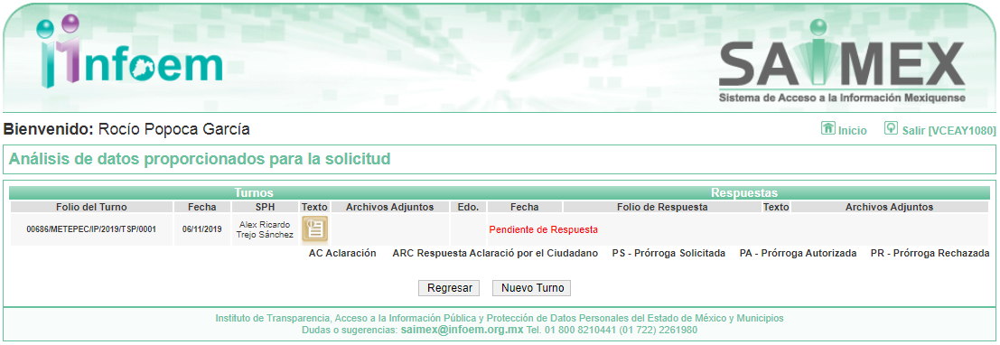 infoem
SAIMEX
Sistema de Acceso a la Información Mexiquense
Bienvenido: Rocío Popoca García
Inicio Salir [VCEAY1080]
Análisis de datos proporcionados para la solicitud
Turnos Respuestas
Folio del Turno Fecha SPH Texto Archivos Adjuntos Edo. Fecha Folio de Respuesta Texto Archivos Adjuntos
00686/METEPEC/IP/2019/TSP/0001 06/11/2019 Alex Ricardo
Trejo Sánchez
Pendiente de Respuesta
AC Aclaración ARC Respuesta Aclaració por el Ciudadano PS - Prórroga Solicitada PA - Prórroga Autorizada PR - Prórroga Rechazada
Regresar Nuevo Turno
Instituto de Transparencia, Acceso a la Información Pública y Protección de Datos Personales del Estado de México y Municipios
Dudas o sugerencias: saimex@infoem.org.mx Tel. 01 800 8210441 (01 722) 2261980